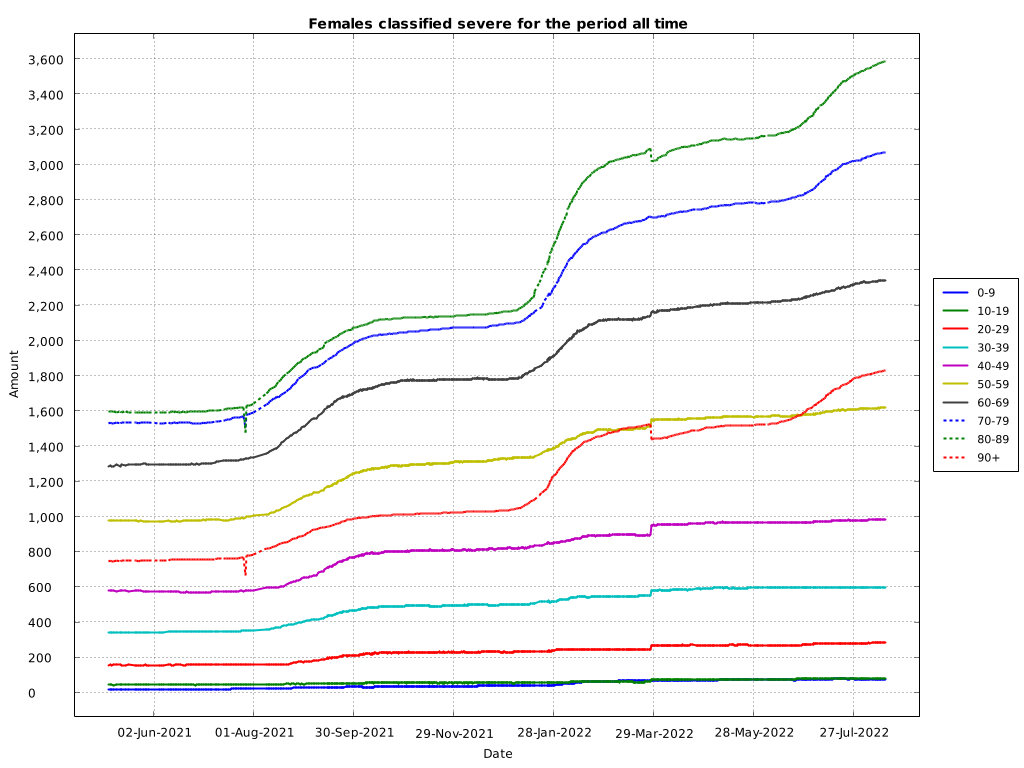 Females classified severe for the period all time
Amount
3,600
3,400
3,200
3,000
2,800
2,600
2,400
2,200
2,000
1,800
1,600
1,400
1,200
1,000
800
600
400
200
0
02-Jun-2021
01-Aug-2021
30-Sep-2021
29-Nov-2021
28-Jan-2022
29-Mar-2022
28-May-2022
27-Jul-2022
Date
0-9
10-19
20-29
30-39
40-49
50-59
60-69
70-79
80-89
90+